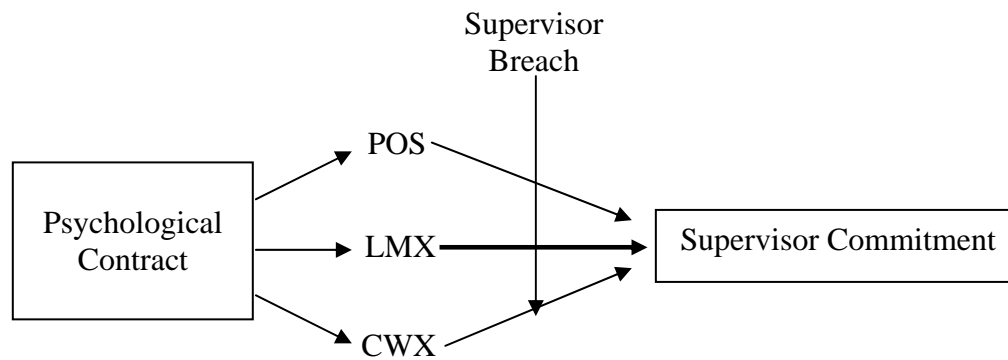 Supervisor
Breach
POS
Psychological
Contract
LMX
Supervisor Commitment
CWX